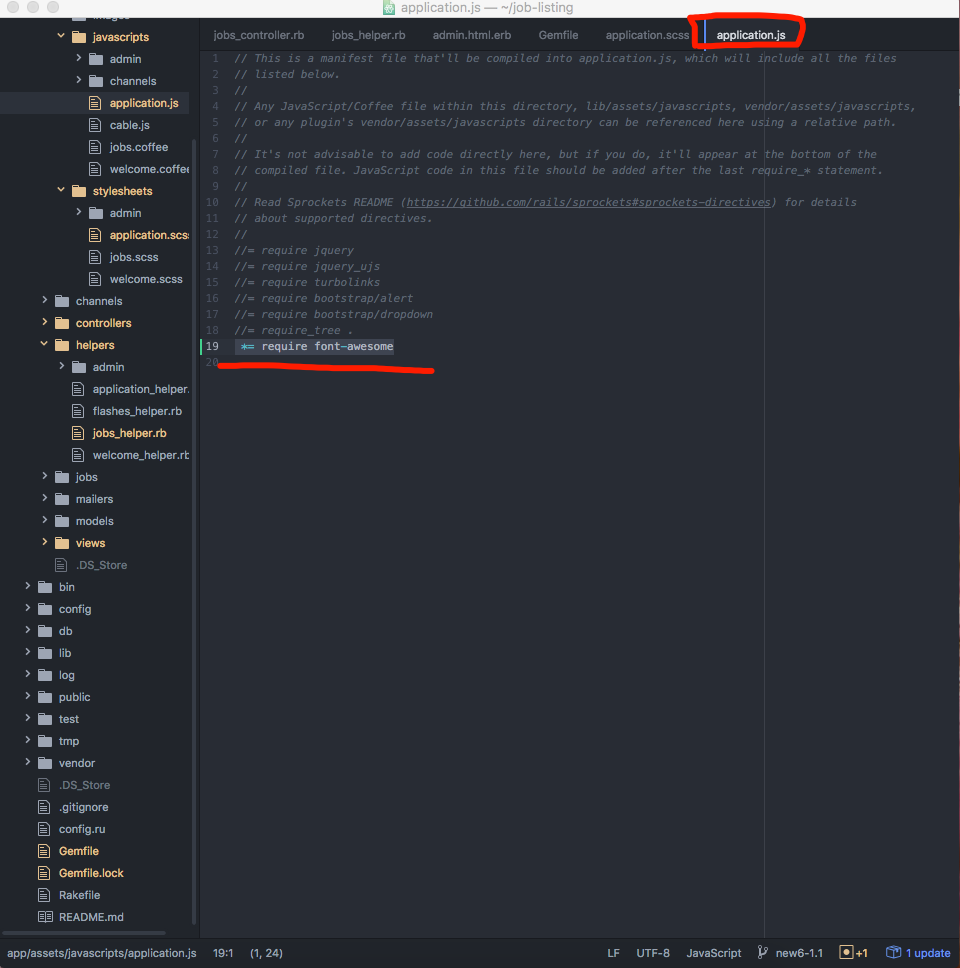 application.js — ~/job-listing
images
javascripts
admin
channels
application.js
cable.js
jobs.coffee
welcome.coffee
stylesheets
admin
application.scss
jobs.scss
welcome.scss
channels
controllers
helpers
admin
application_helper.
flashes_helper.rb
jobs_helper.rb
welcome_helper.rb
jobs
mailers
models
views
.DS_Store
bin
config
db
lib
log
public
test
tmp
vendor
.DS_Store
.gitignore
config.ru
Gemfile
Gemfile.lock
Rakefile
README.md
jobs_controller.rb jobs_helper.rb admin.html.erb Gemfile application.scss application.js
1 // This is a manifest file that'll be compiled into application.js, which will include all the files
2 // listed below.
3 //
4 // Any JavaScript/Coffee file within this directory, lib/assets/javascripts, vendor/assets/javascripts,
5 // or any plugin's vendor/assets/javascripts directory can be referenced here using a relative path.
6 //
7 // It's not advisable to add code directly here, but if you do, it'll appear at the bottom of the
8 // compiled file. JavaScript code in this file should be added after the last require_* statement.
9 //
10 // Read Sprockets README (https://github.com/rails/sprockets#sprockets-directives) for details
11 // about supported directives.
12 //
13 //= require jquery
14 //= require jquery_ujs
15 //= require turbolinks
16 //= require bootstrap/alert
17 //= require bootstrap/dropdown
18 //= require_tree .
19 *= require font-awesome
20
app/assets/javascripts/application.js 19:1 (1, 24) LF UTF-8 JavaScript new6-1.1 +1 1 update